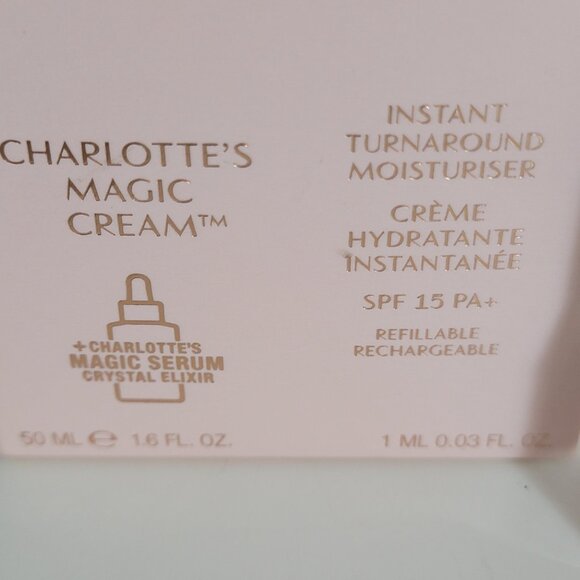 CHARLOTTE'S
MAGIC
CREAM™
+CHARLOTTE'S
MAGIC SERUM
CRYSTAL ELIXIR
50 ML ℮ 1.6 FL. OZ.
INSTANT
TURNAROUND
MOISTURISER
CRÈME
HYDRATANTE
INSTANTANÉE
SPF 15 PA+
REFILLABLE
RECHARGEABLE
1 ML 0.03 FL. OZ.